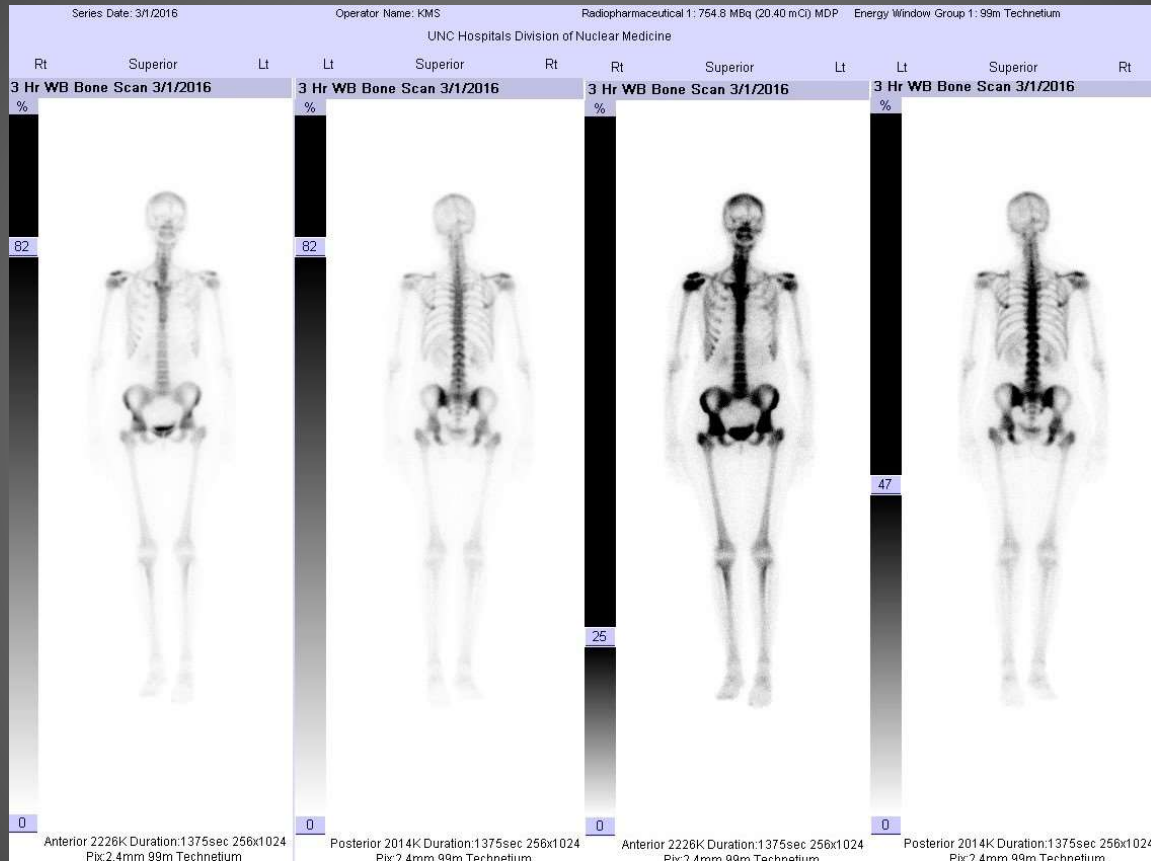 Series Date: 3/1/2016 Operator Name: KMS Radiopharmaceutical 1: 754.8 MBq (20.40 mCi) MDP Energy Window Group 1: 99m Technetium
UNC Hospitals Division of Nuclear Medicine
Rt Superior Lt Lt Superior Rt Rt Superior Lt Lt Superior Rt
3 Hr WB Bone Scan 3/1/2016 3 Hr WB Bone Scan 3/1/2016 3 Hr WB Bone Scan 3/1/2016 3 Hr WB Bone Scan 3/1/2016
% % % %
82 82
47
25
0 0 0 0
Anterior 2226K Duration:1375sec 256x1024 Posterior 2014K Duration:1375sec 256x1024 Anterior 2226K Duration:1375sec 256x1024 Posterior 2014K Duration:1375sec 256x1024
Pix:2.4mm 99m Technetium Pix:2.4mm 99m Technetium Pix:2.4mm 99m Technetium Pix:2.4mm 99m Technetium